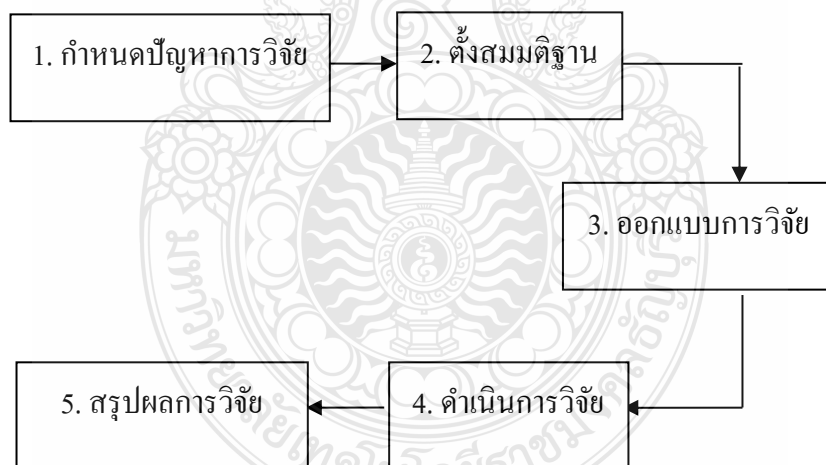 1. กำหนดปัญหาการวิจัย
2. ตั้งสมมติฐาน
3. ออกแบบการวิจัย
5. สรุปผลการวิจัย
4. ดำเนินการวิจัย